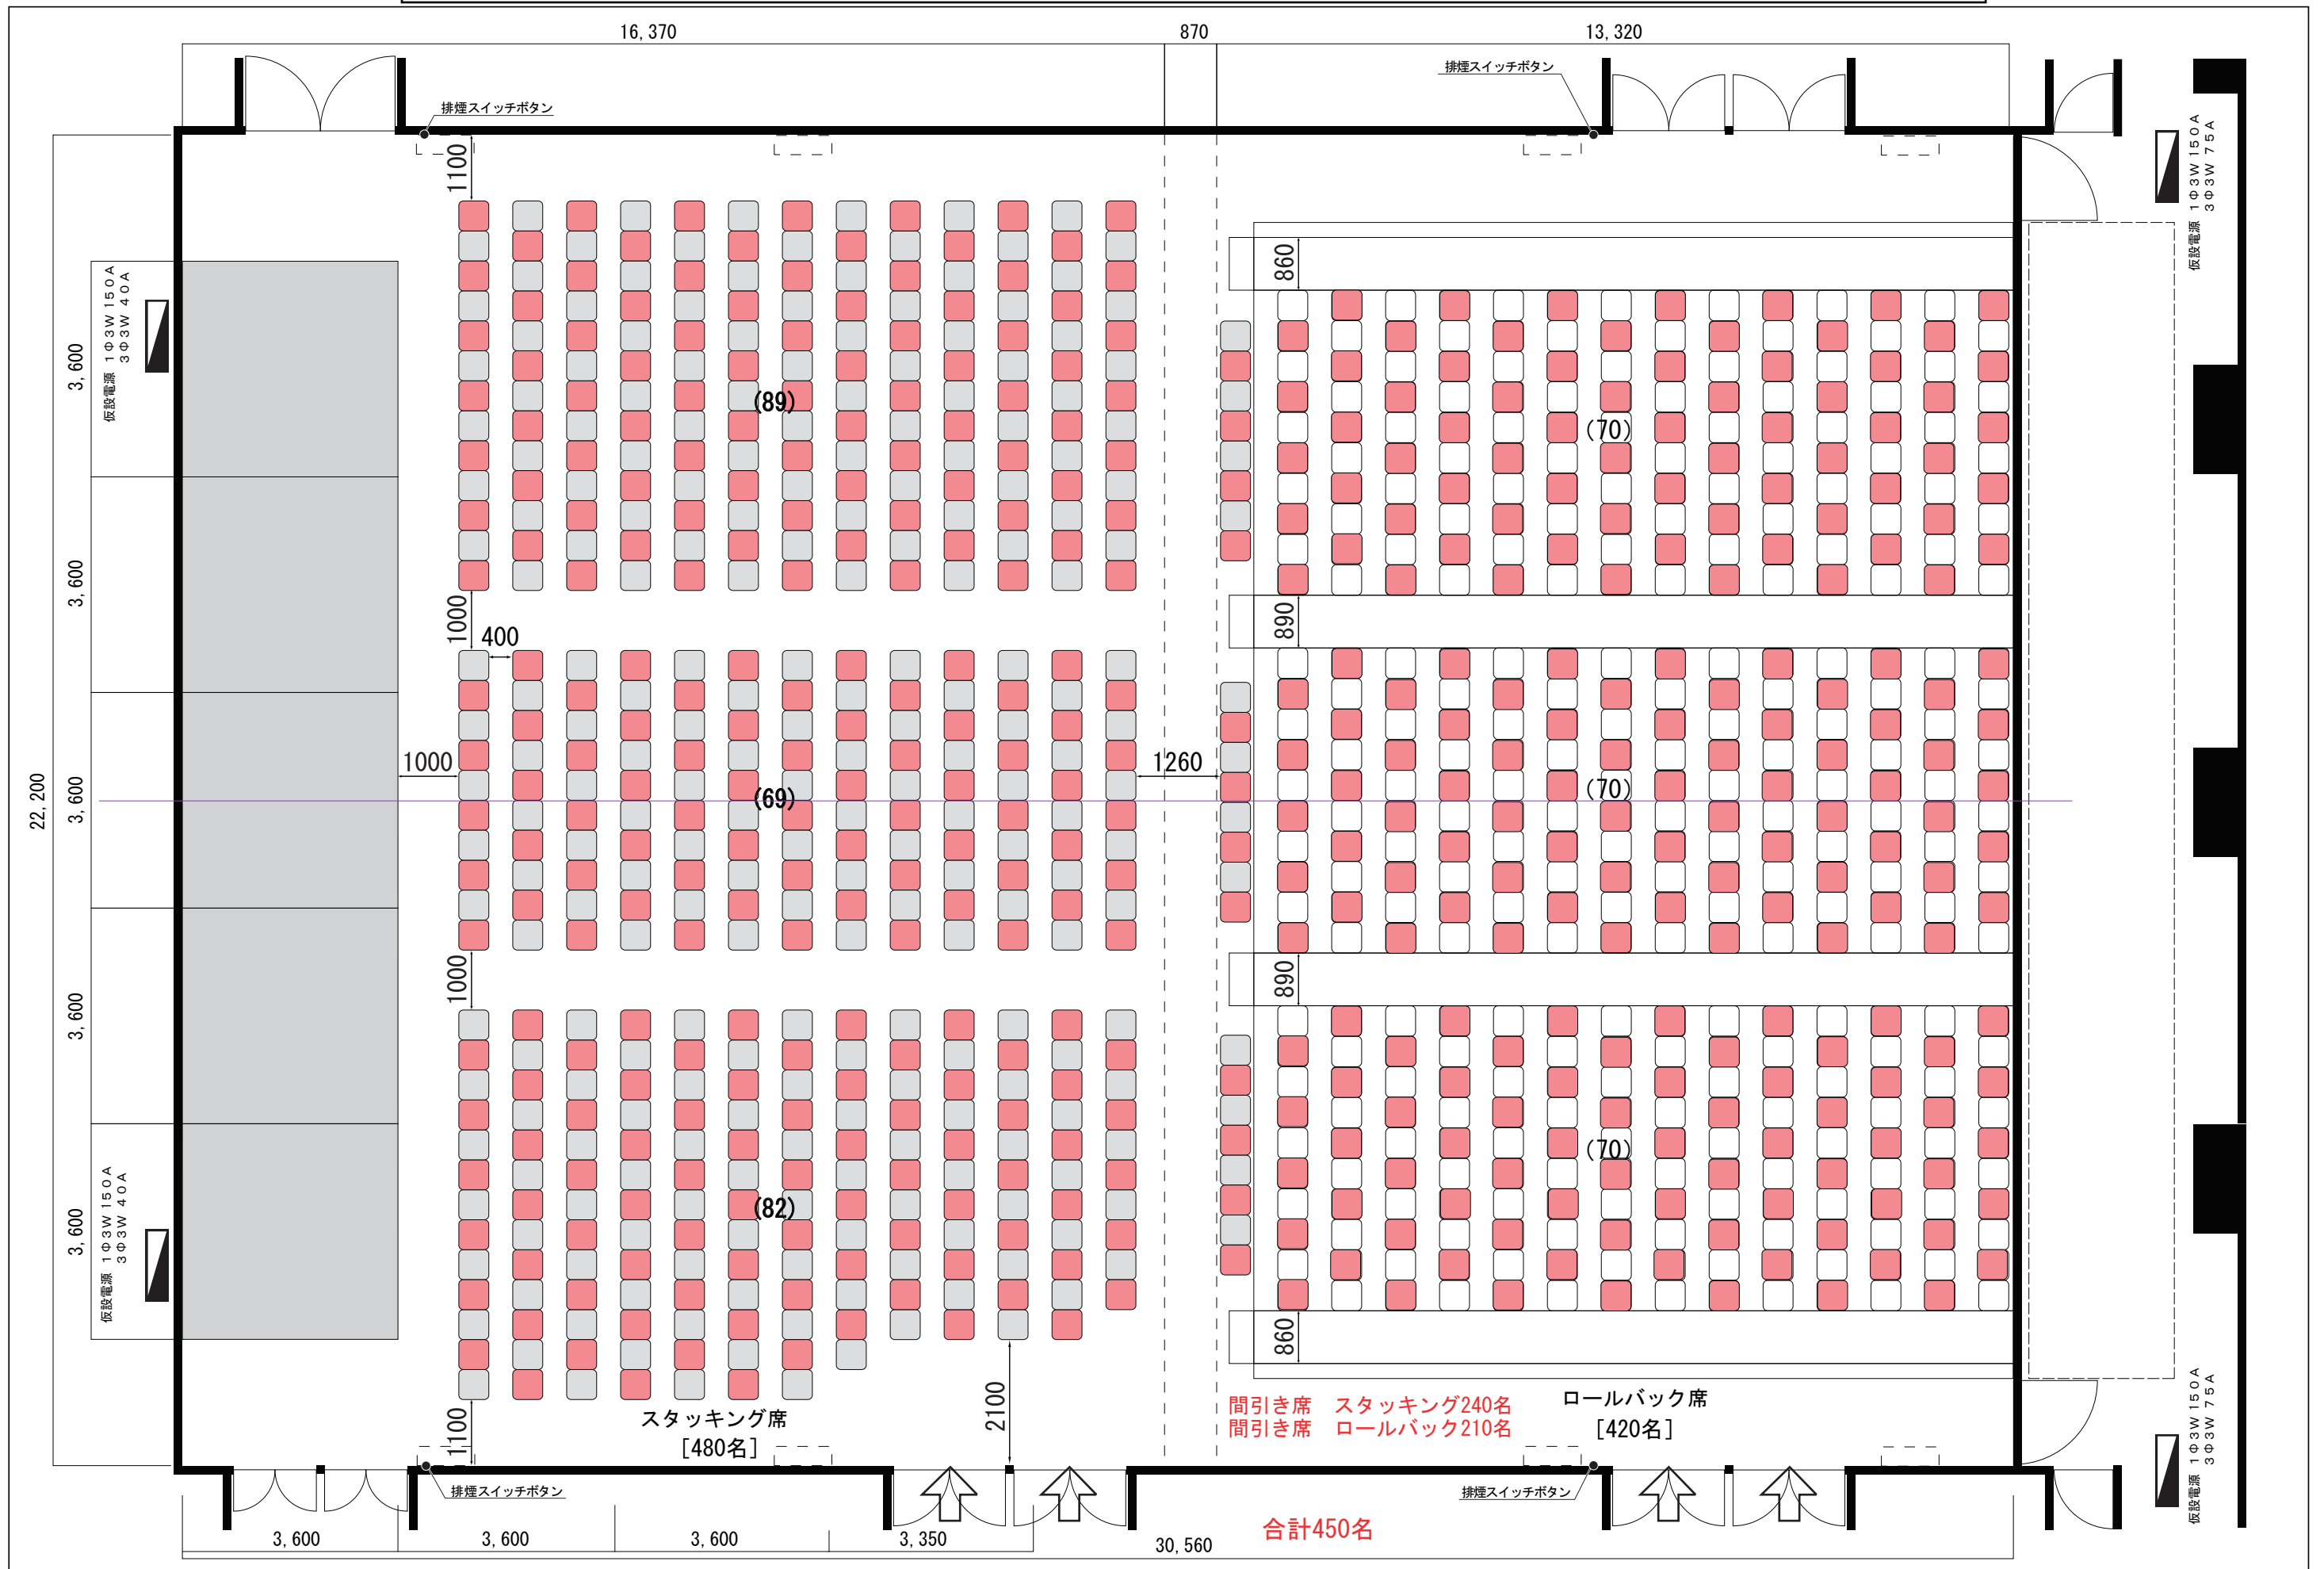 16,370
870
13,320
排煙スイッチボタン
排煙スイッチボタン
1100
860
仮設電源 1Φ3W 150A
3Φ3W 75A
仮設電源 1Φ3W 150A
3Φ3W 40A
3,600
(89)
(70)
3,600
1000
400
890
22,200
3,600
1000
(69)
1260
(70)
3,600
1000
890
(70)
仮設電源 1Φ3W 150A
3Φ3W 40A
3,600
(82)
860
1100
2100
スタッキング席
[480名]
間引き席 スタッキング240名
間引き席 ロールバック210名
ロールバック席
[420名]
仮設電源 1Φ3W 150A
3Φ3W 75A
排煙スイッチボタン
排煙スイッチボタン
合計450名
3,600
3,600
3,600
3,350
30,560